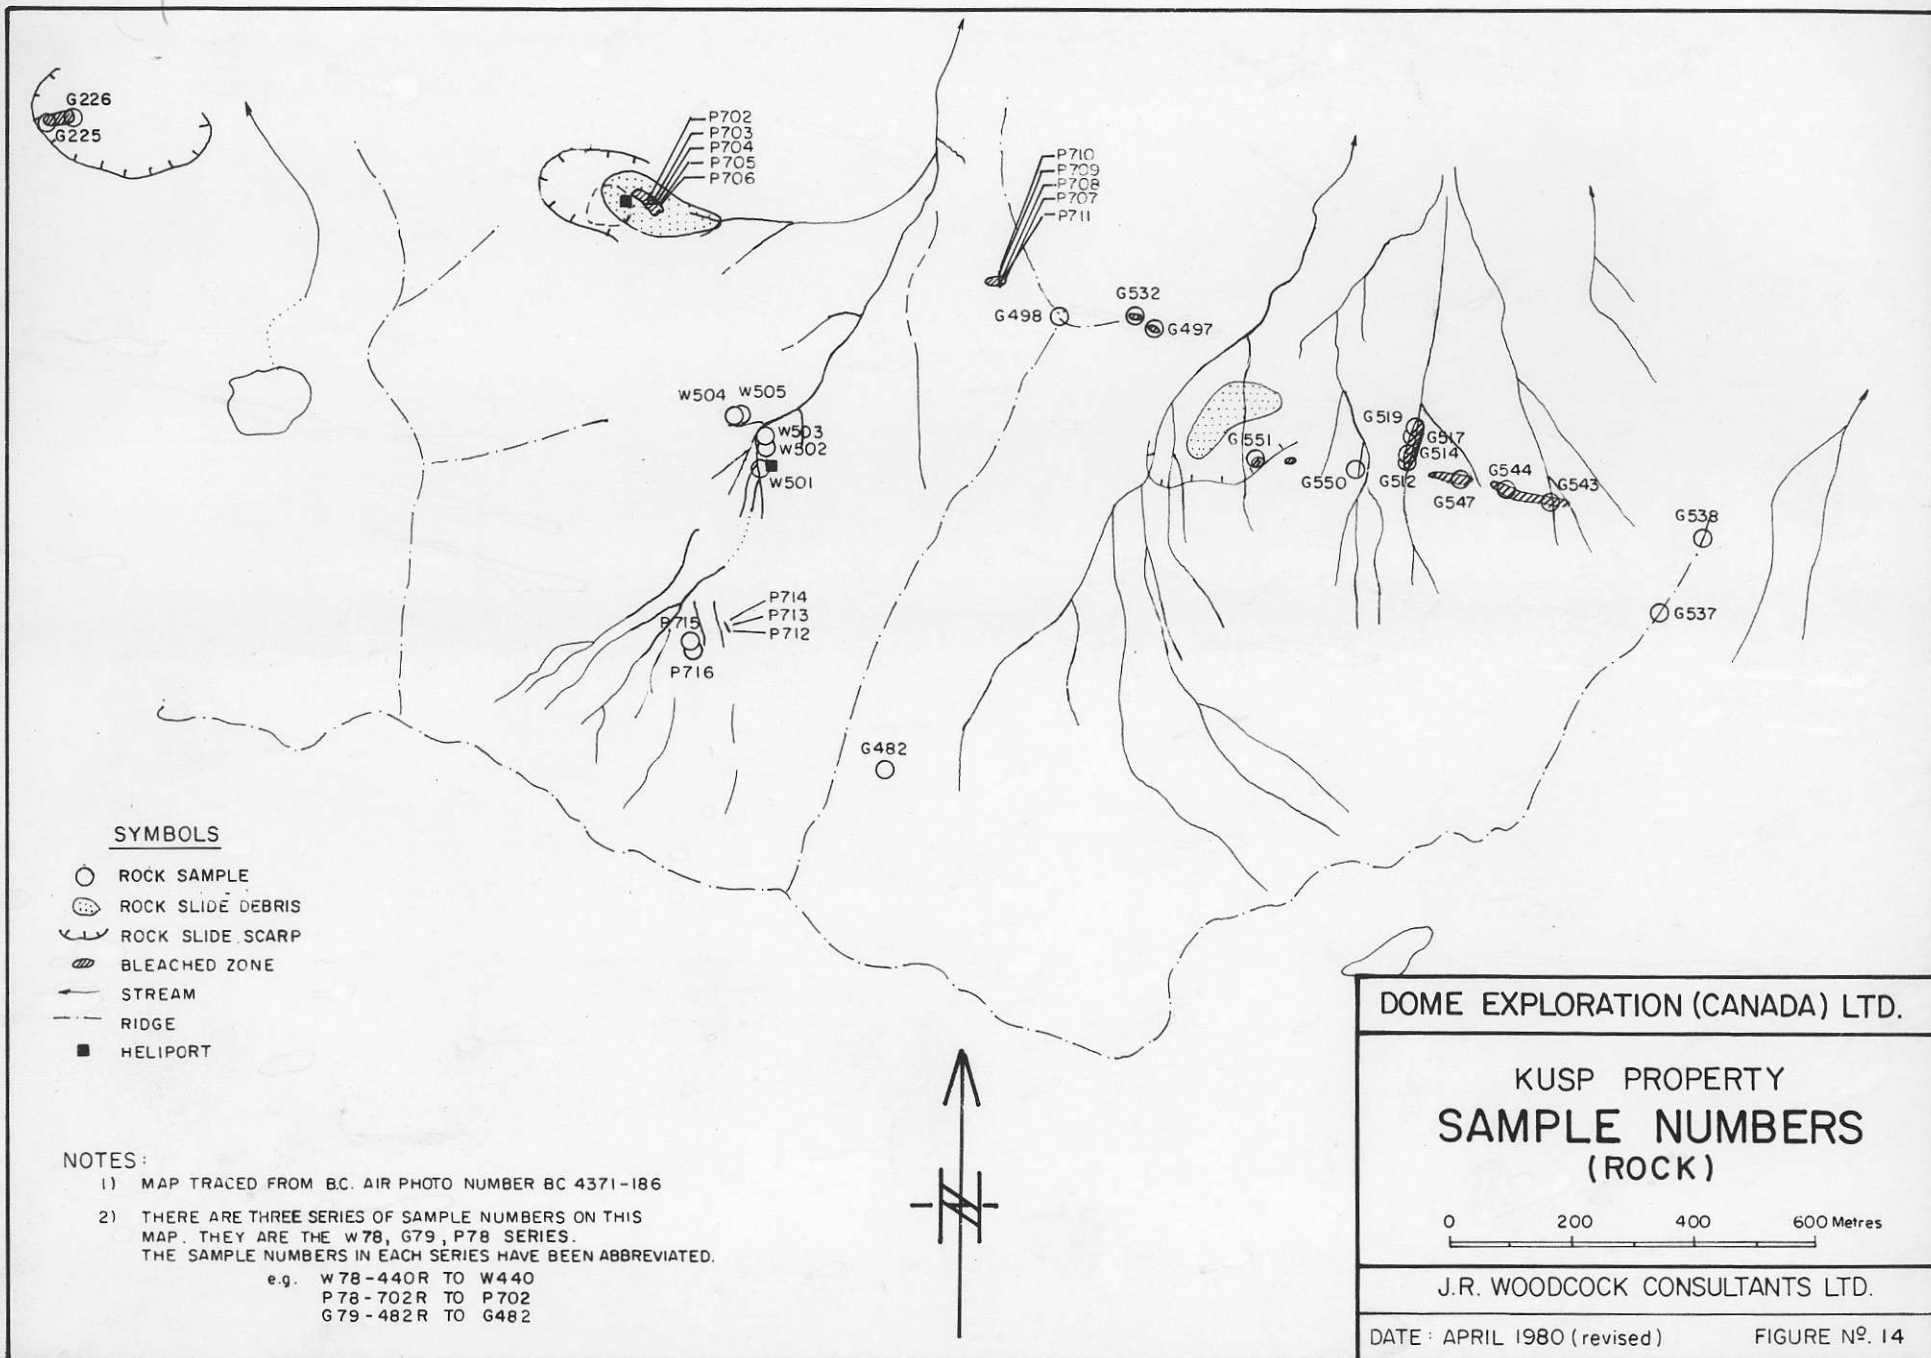 G226
G225
P702
P703
P704
P705
P706
P710
P709
P708
P707
P711
G532
G498
G497
W504
W505
W503
W502
W501
G519
G517
G551
G514
G550
G512
G544
G543
G547
G538
G537
P714
P713
P712
P715
P716
G482
SYMBOLS
ROCK SAMPLE
ROCK SLIDE DEBRIS
ROCK SLIDE SCARP
BLEACHED ZONE
STREAM
RIDGE
HELIPORT
NOTES:
1) MAP TRACED FROM B.C. AIR PHOTO NUMBER BC 4371-186
2) THERE ARE THREE SERIES OF SAMPLE NUMBERS ON THIS
MAP. THEY ARE THE W78, G79, P78 SERIES.
THE SAMPLE NUMBERS IN EACH SERIES HAVE BEEN ABBREVIATED.
e.g. W78-440R TO W440
P78-702R TO P702
G79-482R TO G482
N
DOME EXPLORATION (CANADA) LTD.
KUSP PROPERTY
SAMPLE NUMBERS
(ROCK)
0 200 400 600 Metres
J.R. WOODCOCK CONSULTANTS LTD.
DATE: APRIL 1980 (revised) FIGURE Nº. 14